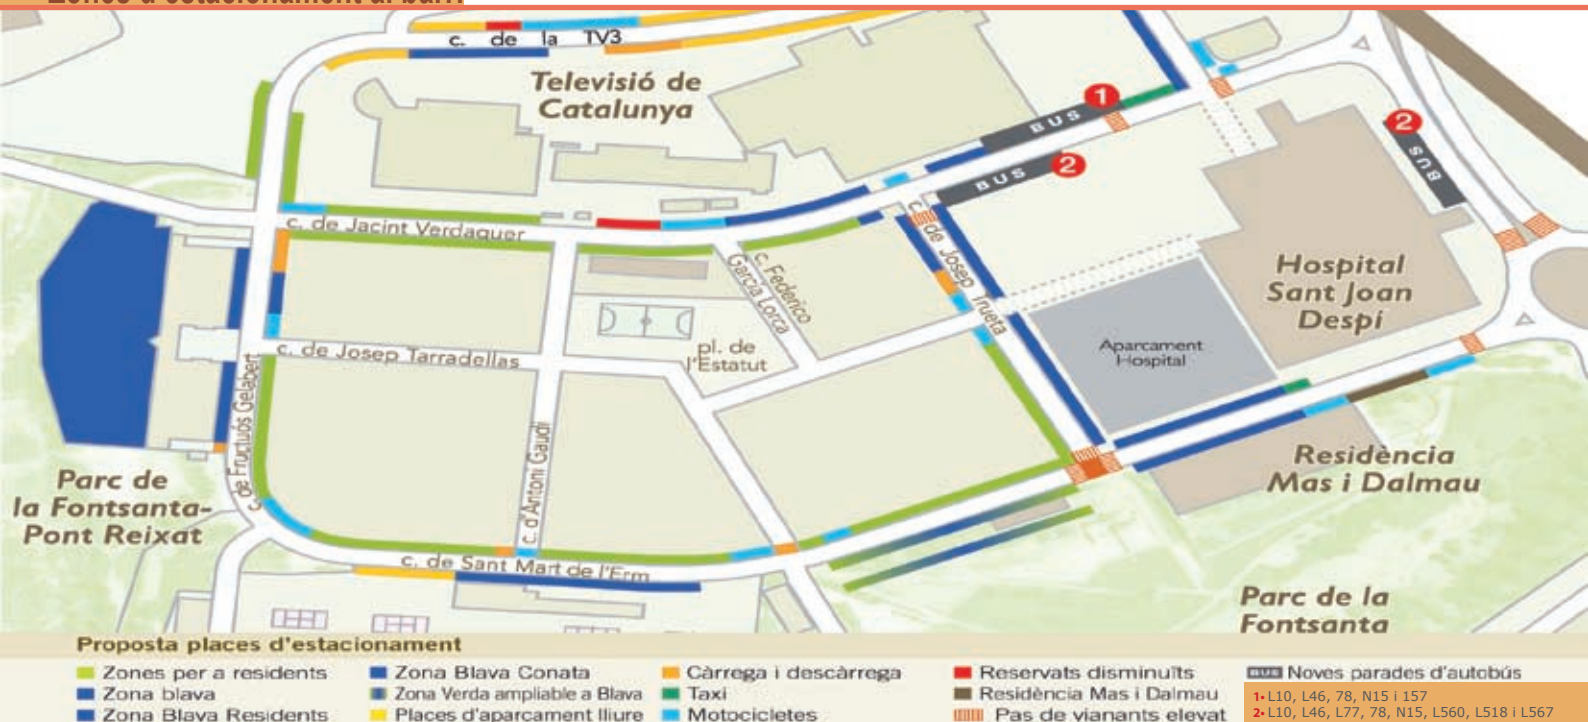 c. de la TV3
Televisió de
Catalunya
BUS 1
BUS 2
2
BUS
c. de Jacint Verdaguer
c. de Josep Trueta
c. Federico
García Lorca
Hospital
Sant Joan
Despí
Aparcament
Hospital
pl. de
l'Estatut
c. de Josep Tarradellas
c. de Fructuós Gelabert
c. d'Antoni Gaudí
Parc de
la Fontsanta-
Pont Reixat
Residència
Mas i Dalmau
c. de Sant Mart de l'Erm
Parc de la
Fontsanta
Proposta places d'estacionament
Zones per a residents
Zona blava
Zona Blava Residents
Zona Blava Conata
Zona Verda ampliable a Blava
Places d'aparcament lliure
Càrrega i descàrrega
Taxi
Motocicletes
Reservats disminuïts
Residència Mas i Dalmau
Pas de vianants elevat
BUS Noves parades d'autobús
1• L10, L46, 78, N15 i 157
2• L10, L46, L77, 78, N15, L560, L518 i L567